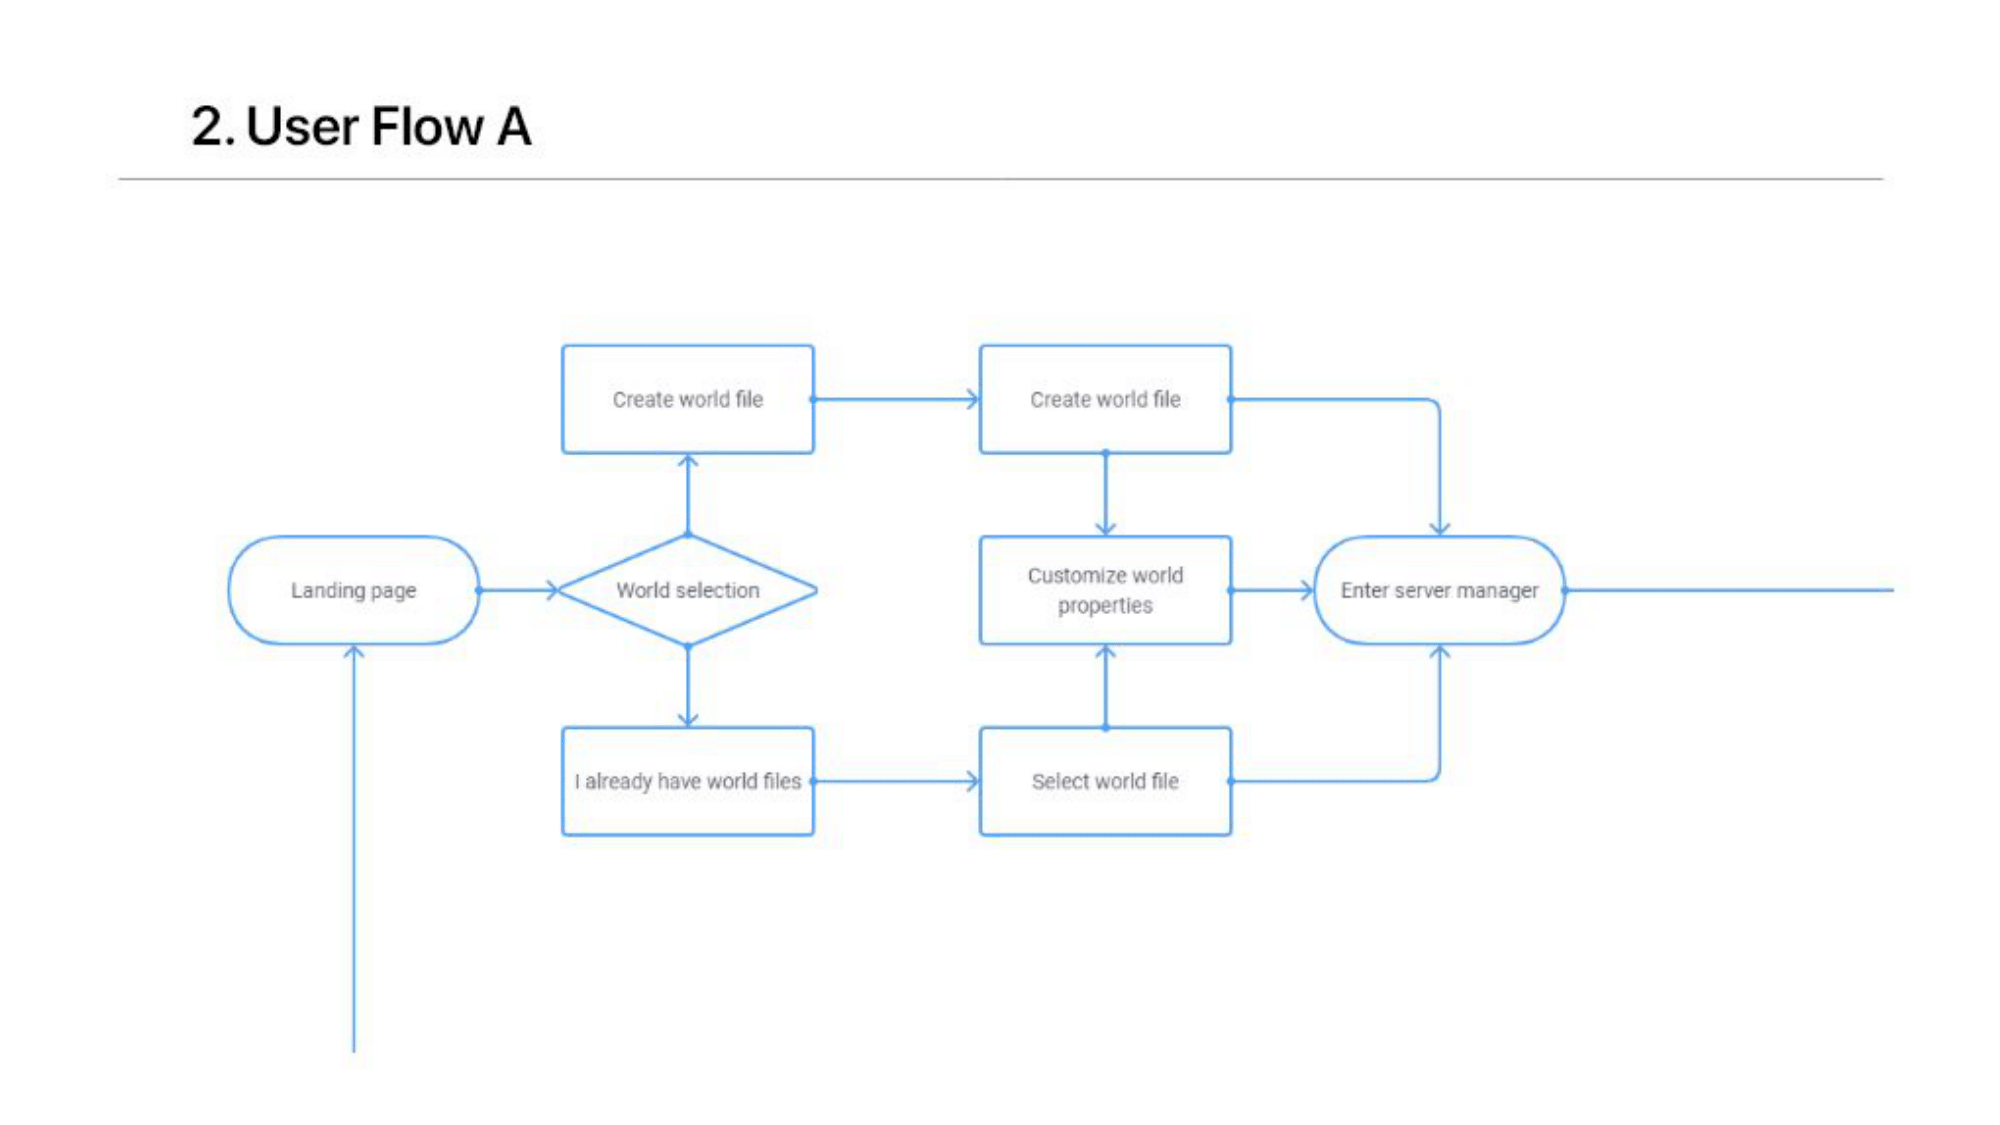 2. User Flow A
Create world file
Create world file
Landing page
World selection
Customize world
properties
Enter server manager
I already have world files
Select world file